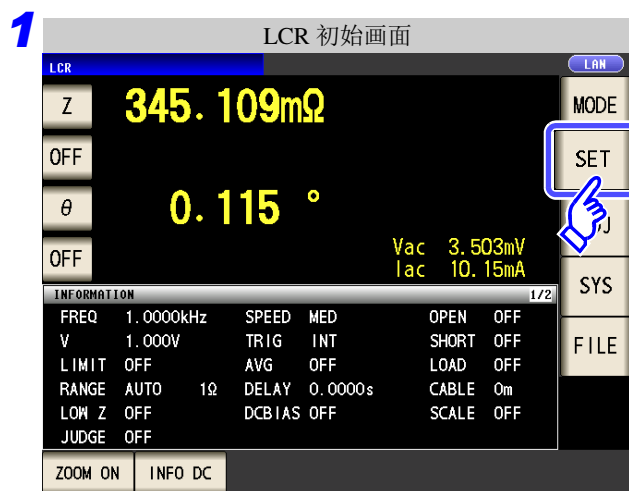 1
LCR 初始画面
LCR
LAN
Z 345.109mΩ
MODE
OFF
SET
θ 0.115 °
OFF
Vac 3.503mV
Iac 10.15mA
SYS
INFORMATION 1/2
FREQ 1.0000kHz SPEED MED OPEN OFF
V 1.000V TRIG INT SHORT OFF
FILE
LIMIT OFF AVG OFF LOAD OFF
RANGE AUTO 1Ω DELAY 0.0000s CABLE 0m
LOW Z OFF DCBIAS OFF SCALE OFF
JUDGE OFF
ZOOM ON INFO DC